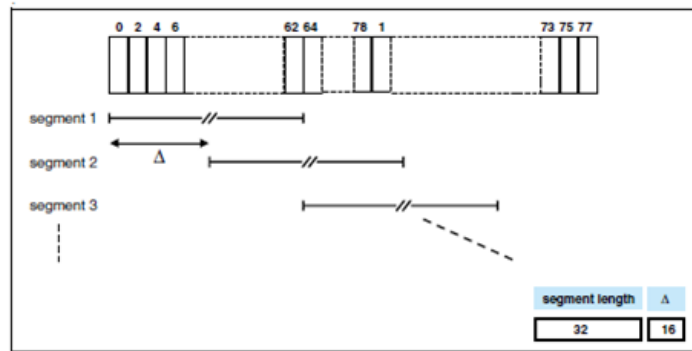 0 2 4 6 62 64 78 1 73 75 77
segment 1
Δ
segment 2
segment 3
segment length Δ
32 16